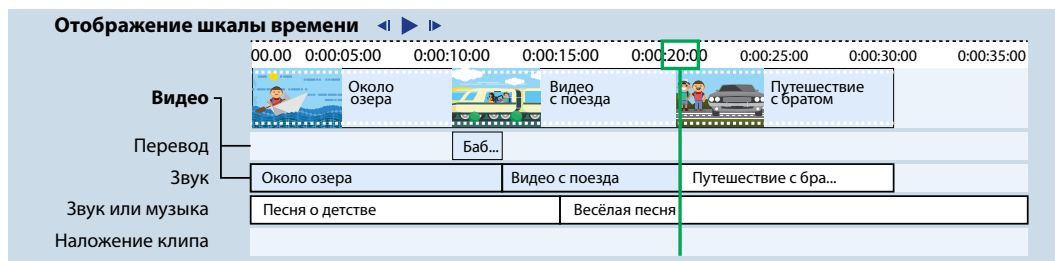 Отображение шкалы времени
00.00 0:00:05:00 0:00:10:00 0:00:15:00 0:00:20:00 0:00:25:00 0:00:30:00 0:00:35:00
Видео
Около
озера
Видео
с поезда
Путешествие
с братом
Перевод
Баб...
Звук
Около озера
Видео с поезда
Путешествие с бра...
Звук или музыка
Песня о детстве
Весёлая песня
Наложение клипа